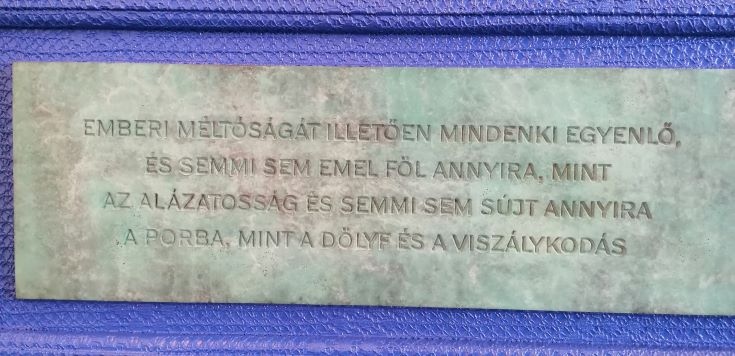 EMBERI MÉLTÓSÁGÁT ILLETŐEN MINDENKI EGYENLŐ,
ÉS SEMMI SEM EMEL FÖL ANNYIRA, MINT
AZ ALÁZATOSSÁG ÉS SEMMI SEM SÚJT ANNYIRA
A PORBA, MINT A DÖLYF ÉS A VISZÁLYKODÁS